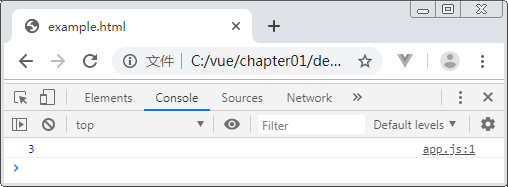 example.html
文件 C:/vue/chapter01/de...
Elements Console Sources Network
top Filter Default levels
3 app.js:1